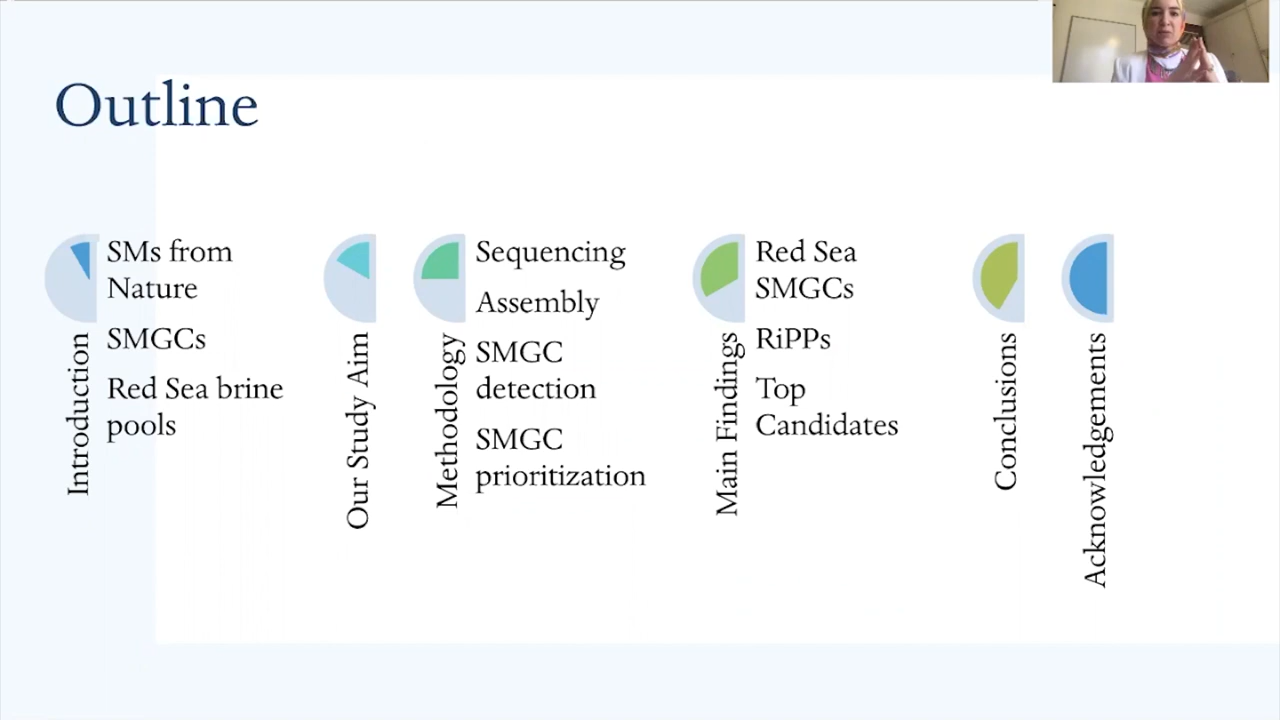 Outline
Introduction
SMs from
Nature
SMGCs
Red Sea brine
pools
Our Study Aim
Methodology
Sequencing
Assembly
SMGC
detection
SMGC
prioritization
Main Findings
Red Sea
SMGCs
RiPPs
Top
Candidates
Conclusions
Acknowledgements